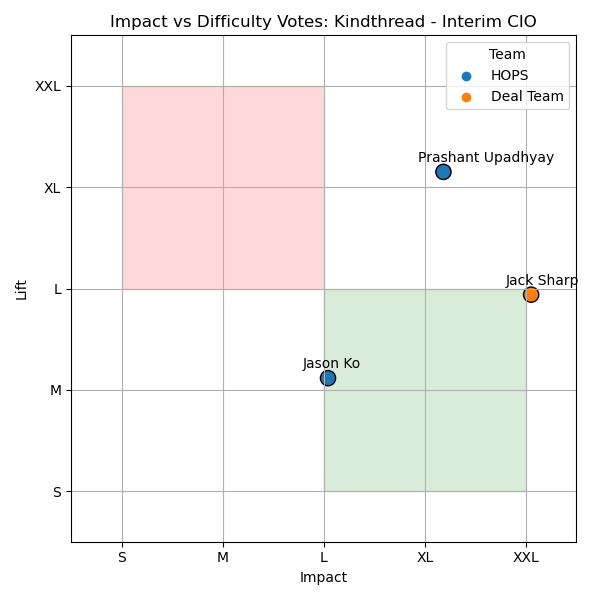 Impact vs Difficulty Votes: Kindthread - Interim CIO
Team
HOPS
Deal Team
XXL
Prashant Upadhyay
XL
Jack Sharp
L
Lift
Jason Ko
M
S
S M L XL XXL
Impact